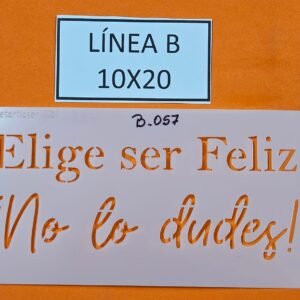 LÍNEA B
10X20
B-057
Elige ser Feliz
¡No lo dudes!